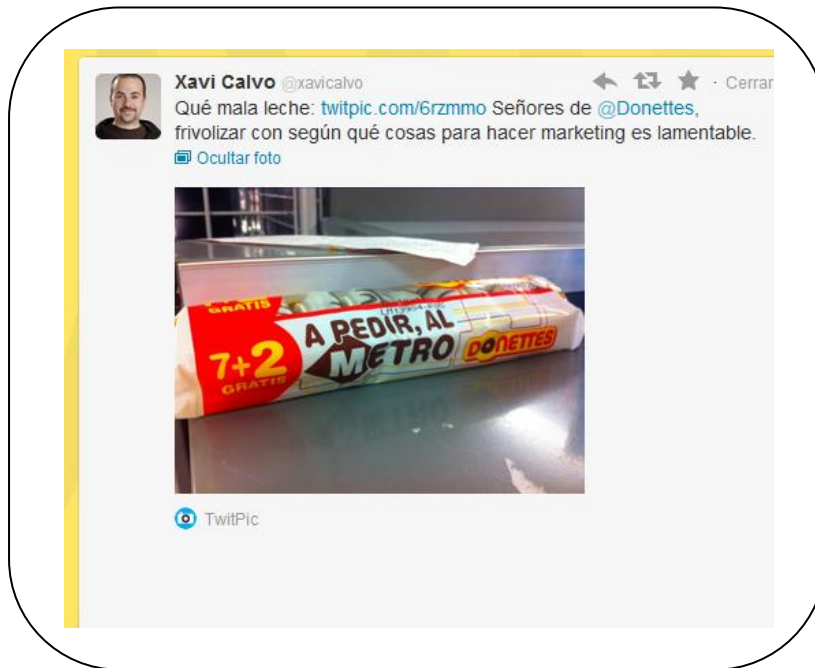 Xavi Calvo @xavicalvo · Cerrar
Qué mala leche: twitpic.com/6rzmmo Señores de @Donettes,
frivolizar con según qué cosas para hacer marketing es lamentable.
Ocultar foto
GRATIS
7+2
GRATIS
A PEDIR, AL
METRO
DONETTES
TwitPic